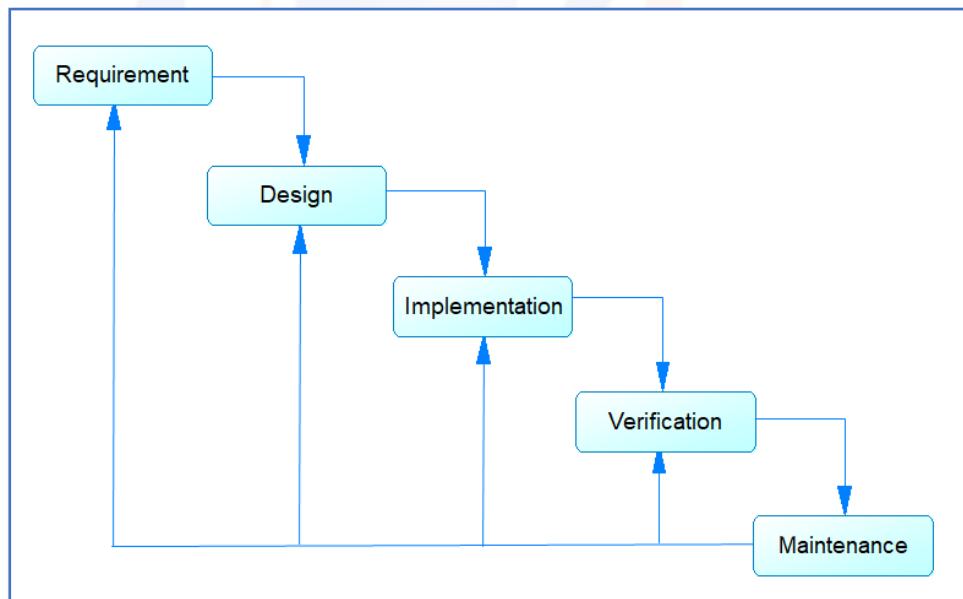 Requirement
Design
Implementation
Verification
Maintenance